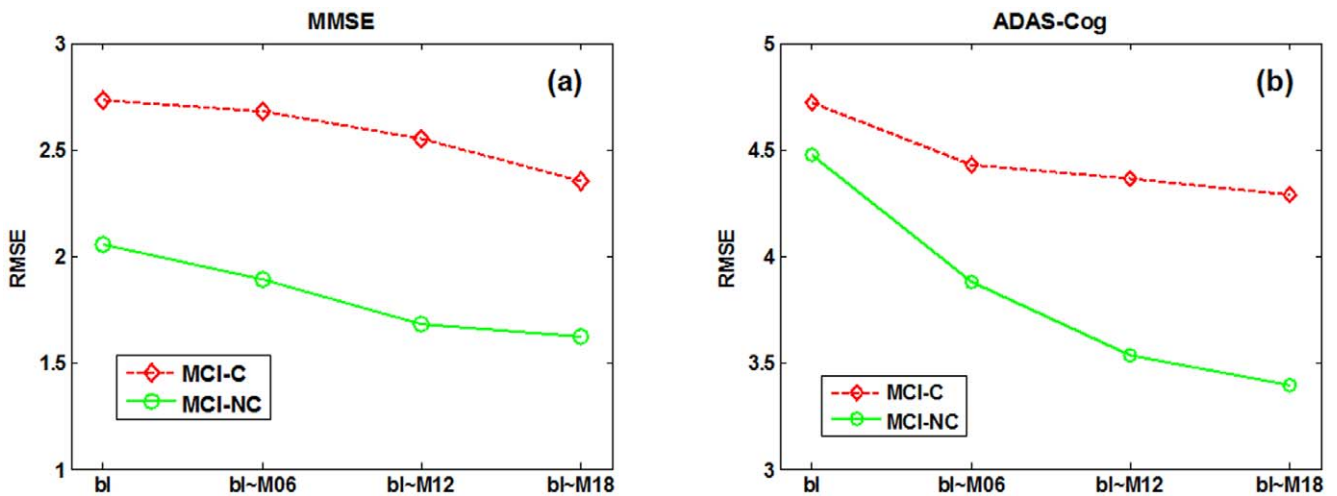 MMSE
(a)
RMSE
3
2.5
2
1.5
1
MCI-C
MCI-NC
bl
bl~M06
bl~M12
bl~M18
ADAS-Cog
(b)
RMSE
5
4.5
4
3.5
3
MCI-C
MCI-NC
bl
bl~M06
bl~M12
bl~M18